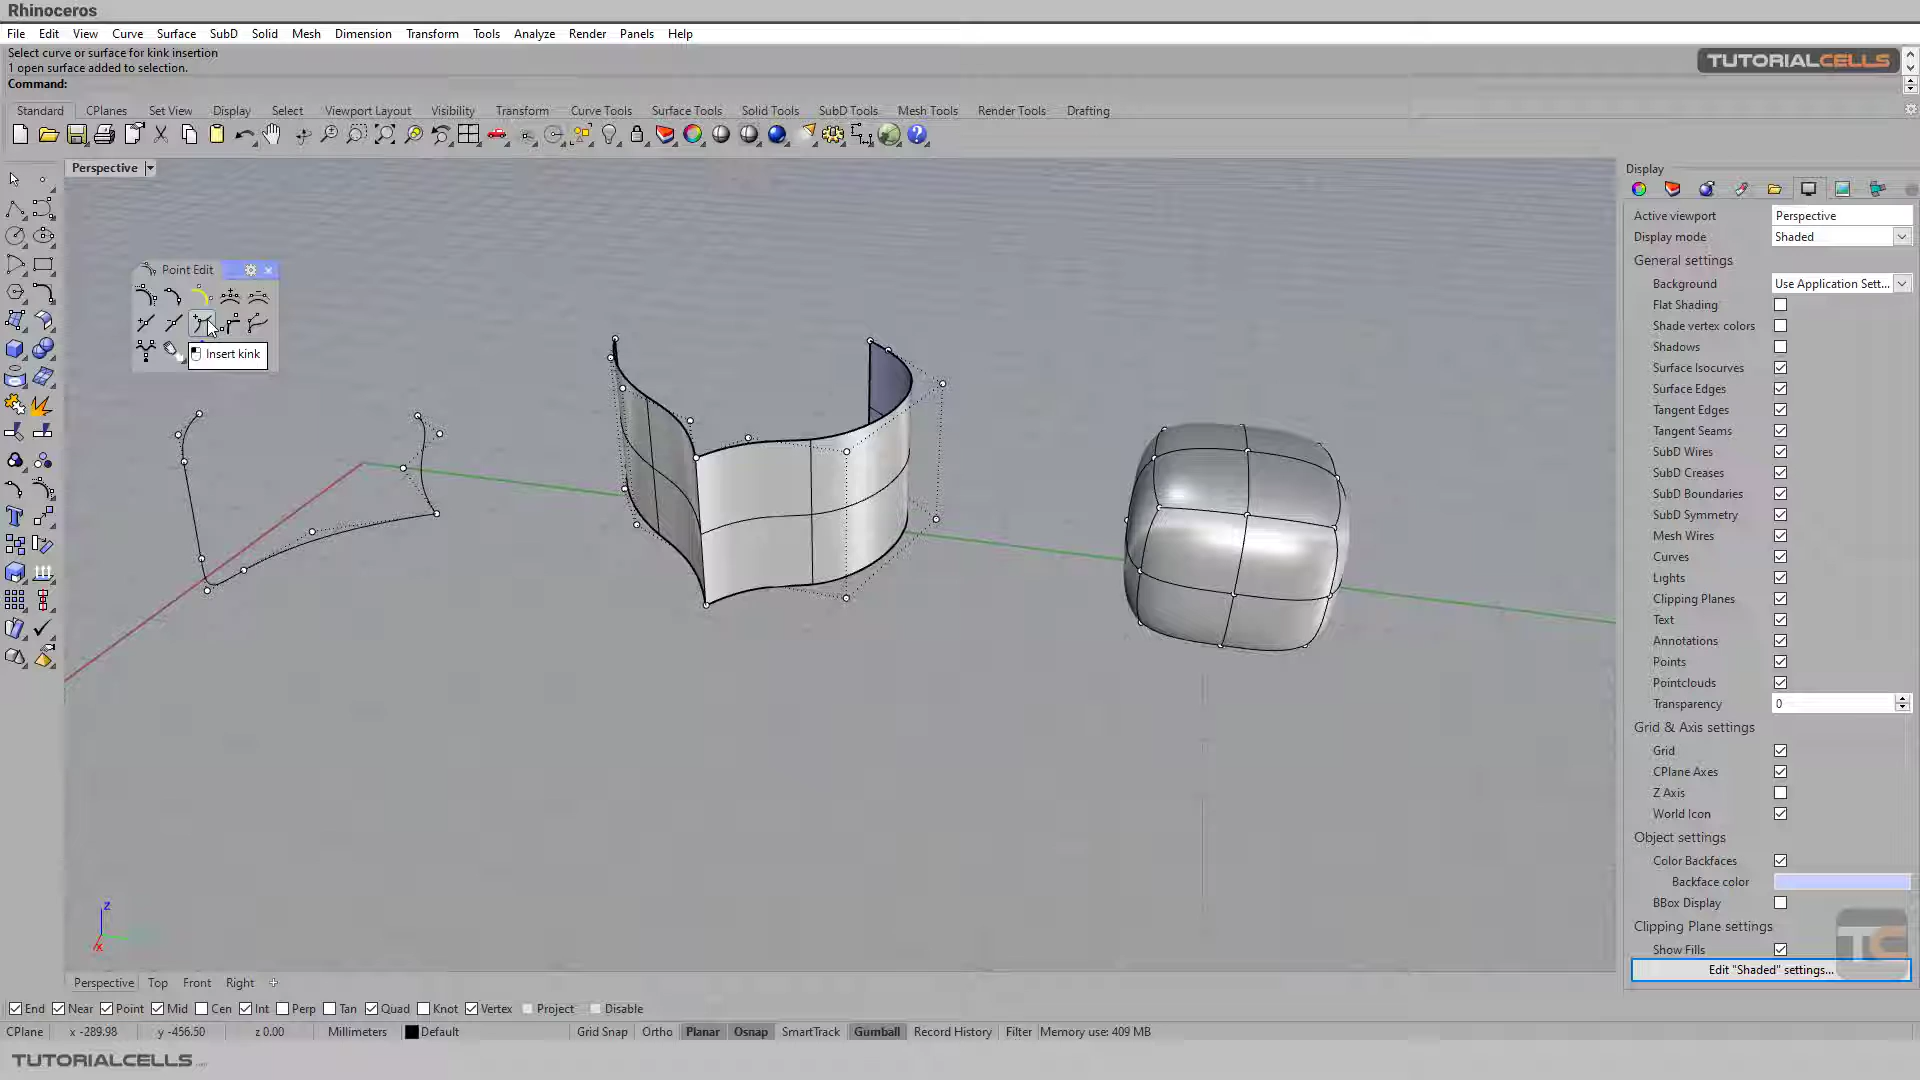 Rhinoceros
File Edit View Curve Surface SubD Solid Mesh Dimension Transform Tools Analyze Render Panels Help
Select curve or surface for kink insertion
1 open surface added to selection.
Command:
TUTORIALCELLS
Standard CPlanes Set View Display Select Viewport Layout Visibility Transform Curve Tools Surface Tools Solid Tools SubD Tools Mesh Tools Render Tools Drafting
Perspective
Point Edit
Insert kink
z
x
Display
Active viewport Perspective
Display mode Shaded
General settings
Background Use Application Sett...
Flat Shading
Shade vertex colors
Shadows
Surface Isocurves
Surface Edges
Tangent Edges
Tangent Seams
SubD Wires
SubD Creases
SubD Boundaries
SubD Symmetry
Mesh Wires
Curves
Lights
Clipping Planes
Text
Annotations
Points
Pointclouds
Transparency 0
Grid & Axis settings
Grid
CPlane Axes
Z Axis
World Icon
Object settings
Color Backfaces
Backface color
BBox Display
Clipping Plane settings
Show Fills
Edit "Shaded" settings...
TC
Perspective Top Front Right
End Near Point Mid Cen Int Perp Tan Quad Knot Vertex Project Disable
CPlane x -289.98 y -456.50 z 0.00 Millimeters Default Grid Snap Ortho Planar Osnap SmartTrack Gumball Record History Filter Memory use: 409 MB
TUTORIALCELLS